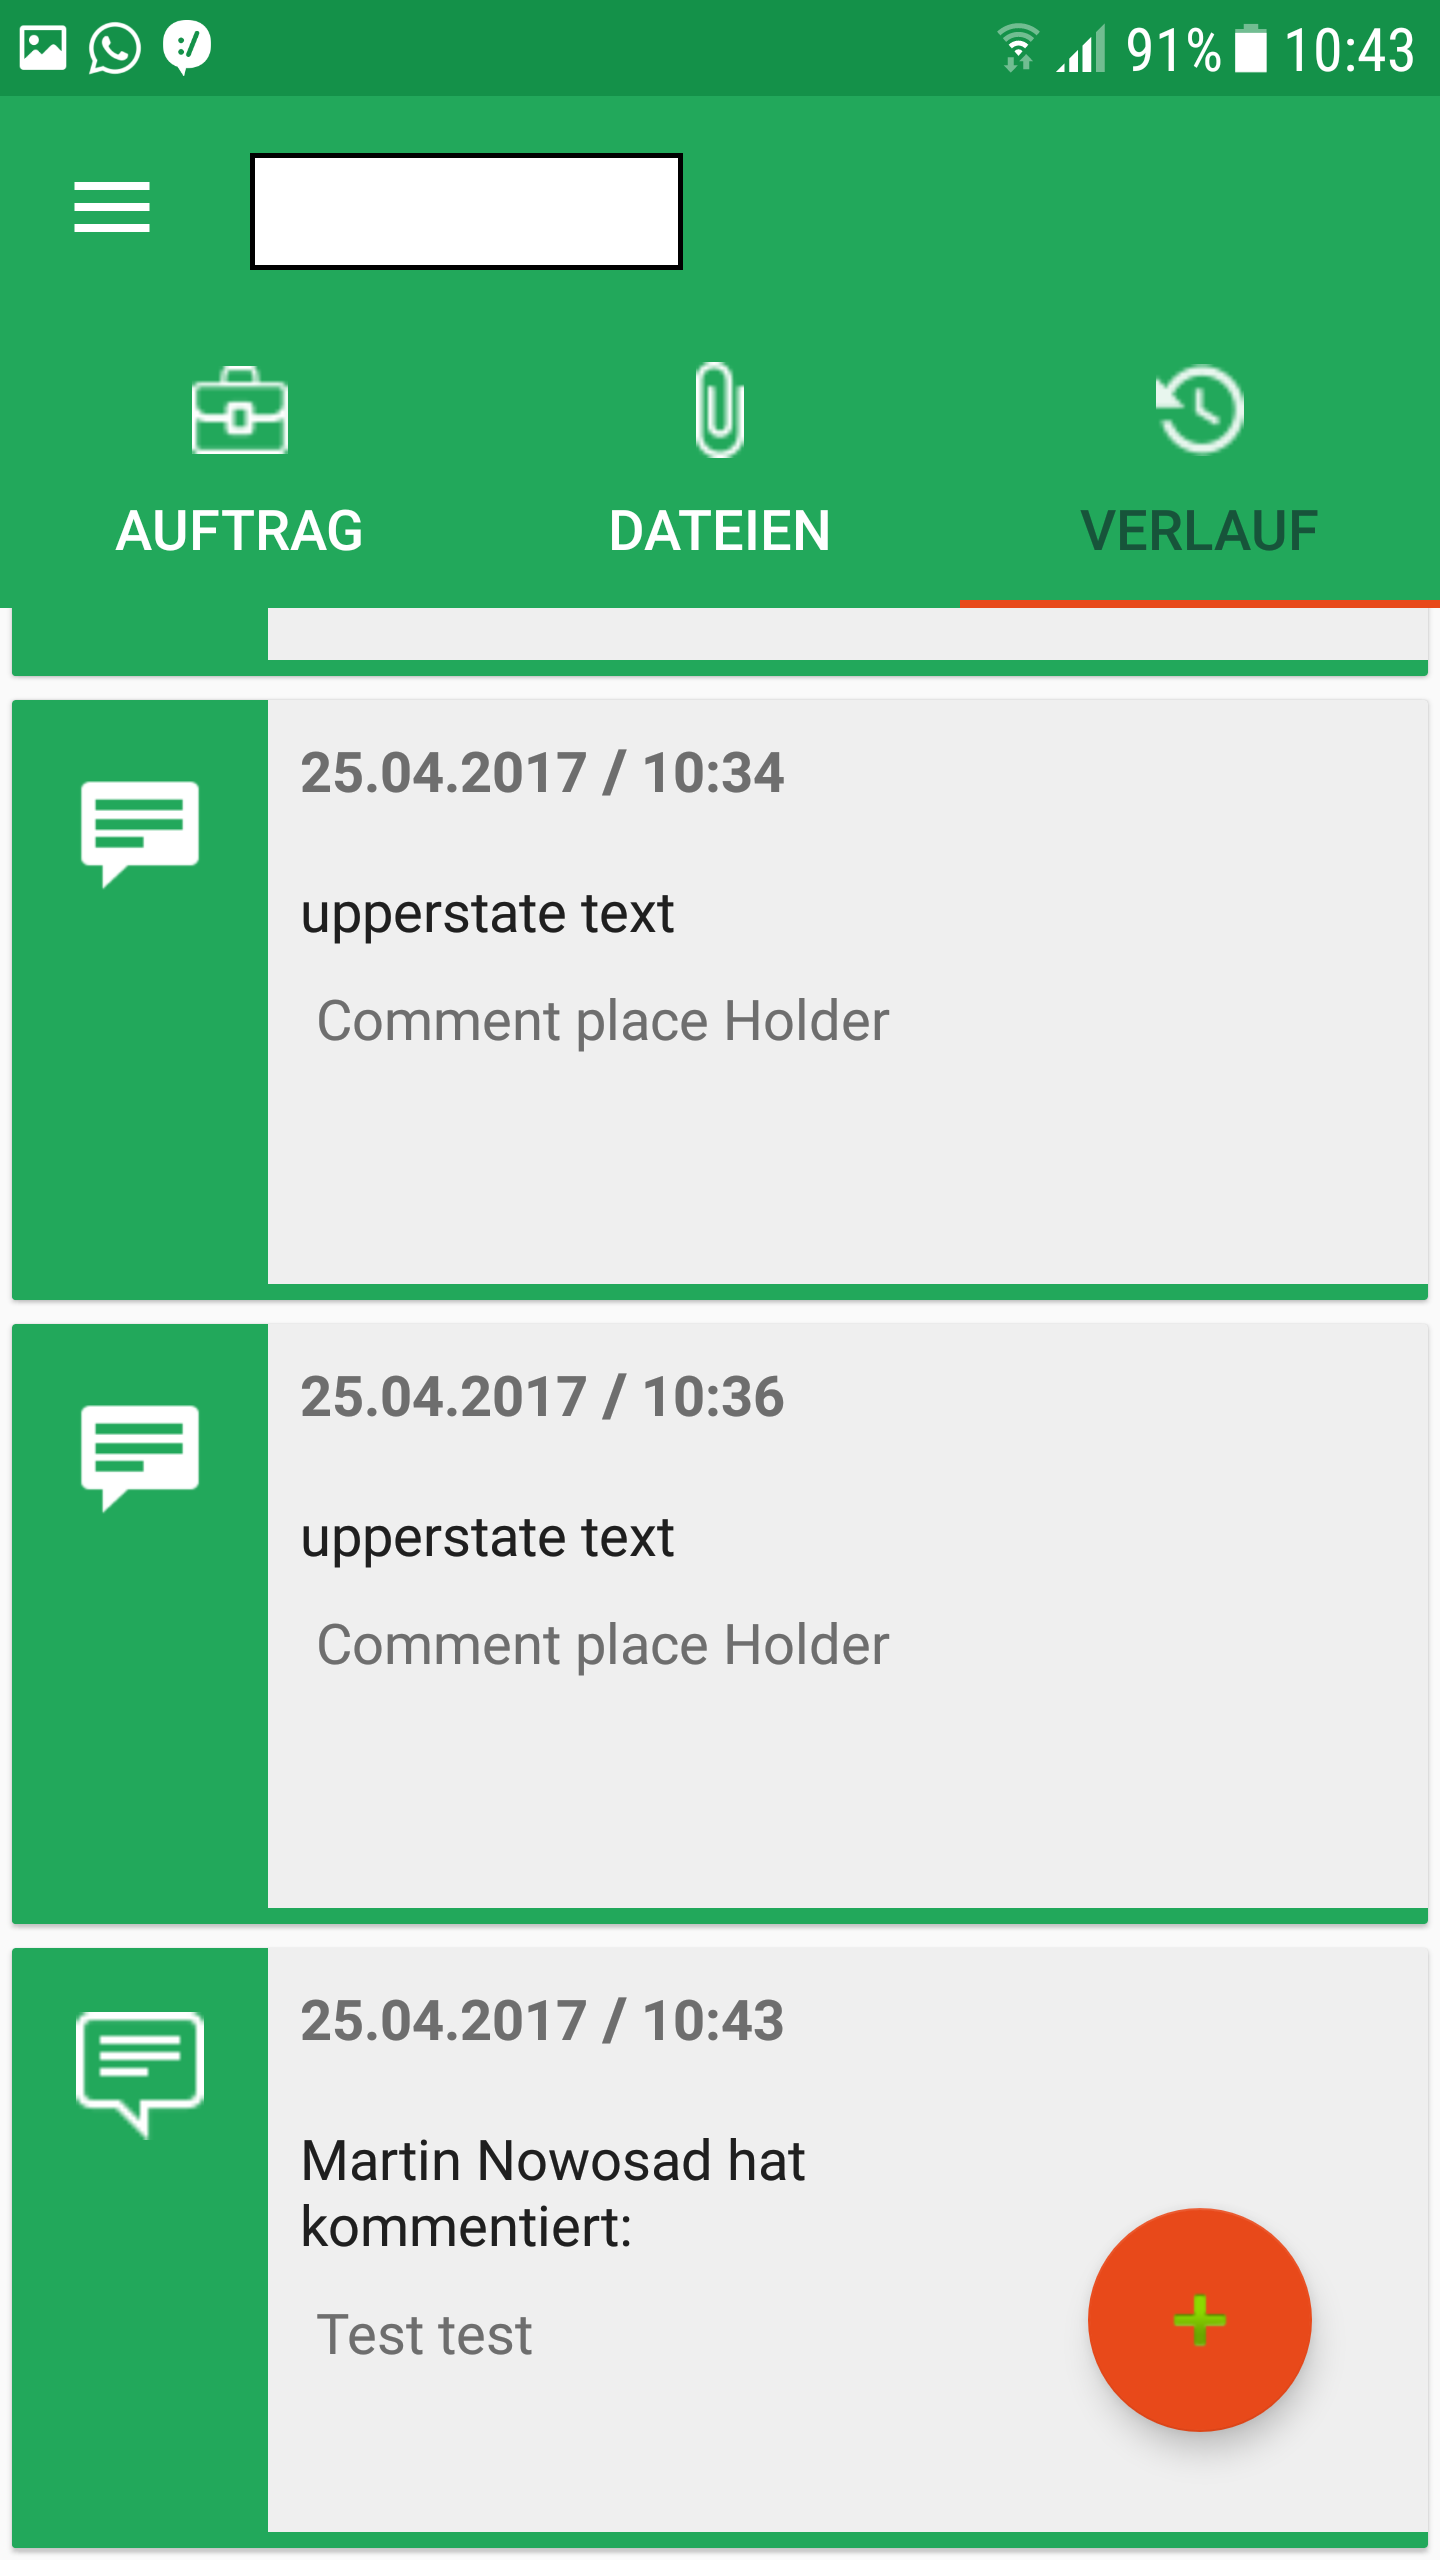 91% 10:43
AUFTRAG DATEIEN VERLAUF
25.04.2017 / 10:34
upperstate text
Comment place Holder
25.04.2017 / 10:36
upperstate text
Comment place Holder
25.04.2017 / 10:43
Martin Nowosad hat
kommentiert:
Test test